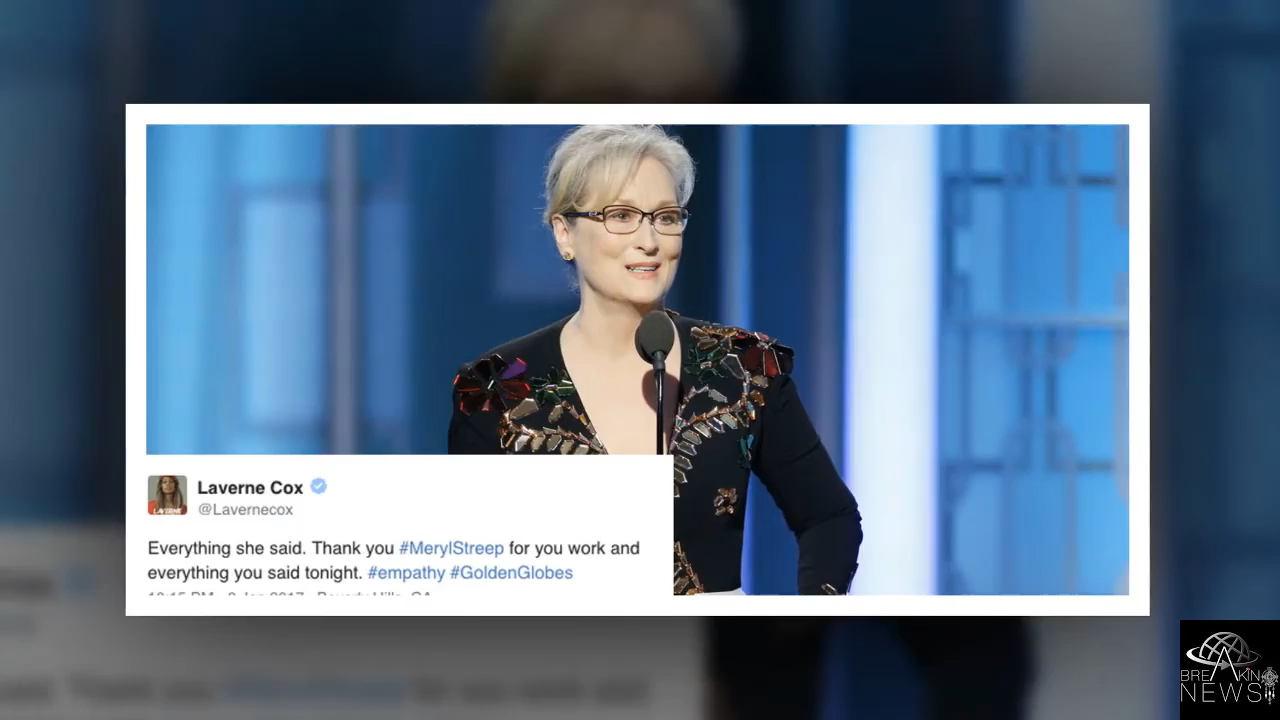 Laverne Cox
@Lavernecox
Everything she said. Thank you #MerylStreep for you work and
everything you said tonight. #empathy #GoldenGlobes
BREAKING
NEWS